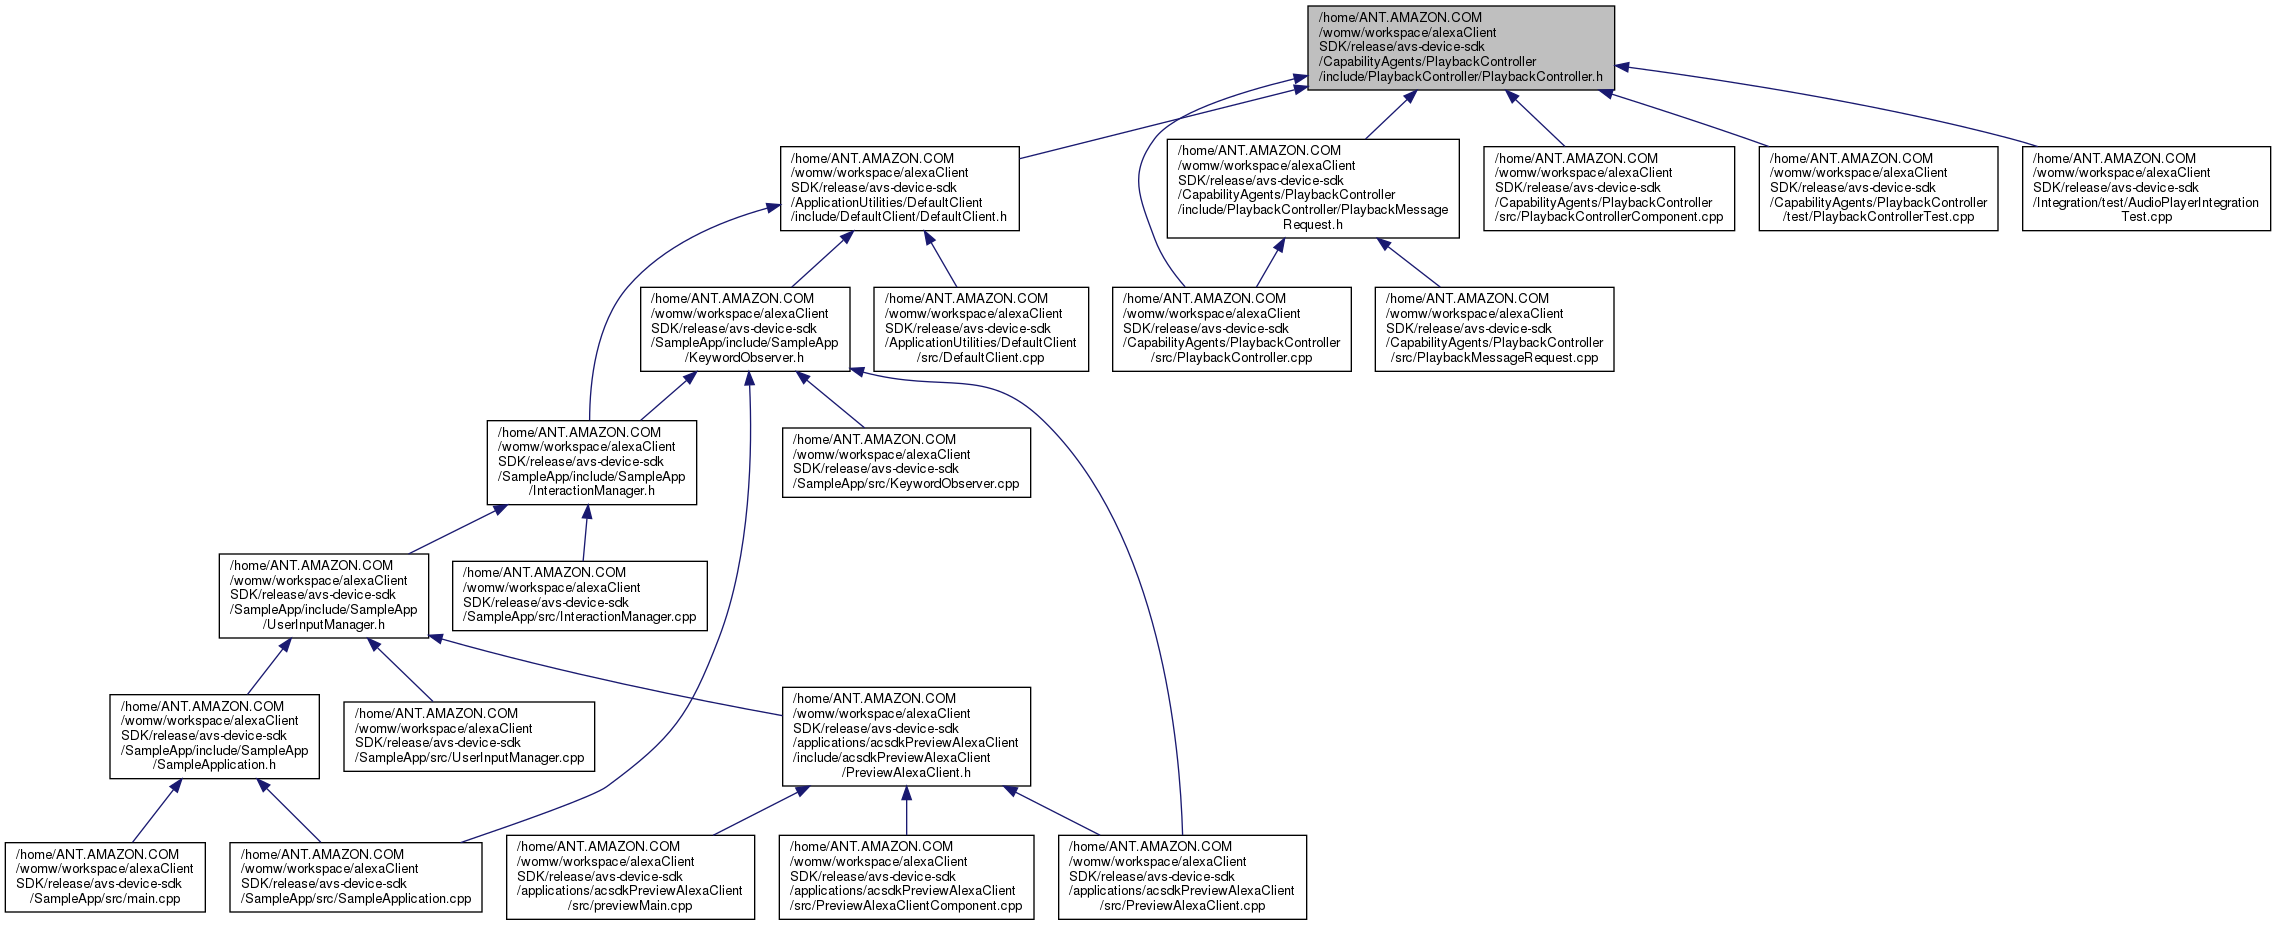 /home/ANT.AMAZON.COM
/womw/workspace/alexaClient
SDK/release/avs-device-sdk
/CapabilityAgents/PlaybackController
/include/PlaybackController/PlaybackController.h
/home/ANT.AMAZON.COM
/womw/workspace/alexaClient
SDK/release/avs-device-sdk
/ApplicationUtilities/DefaultClient
/include/DefaultClient/DefaultClient.h
/home/ANT.AMAZON.COM
/womw/workspace/alexaClient
SDK/release/avs-device-sdk
/CapabilityAgents/PlaybackController
/include/PlaybackController/PlaybackMessage
Request.h
/home/ANT.AMAZON.COM
/womw/workspace/alexaClient
SDK/release/avs-device-sdk
/CapabilityAgents/PlaybackController
/src/PlaybackControllerComponent.cpp
/home/ANT.AMAZON.COM
/womw/workspace/alexaClient
SDK/release/avs-device-sdk
/CapabilityAgents/PlaybackController
/test/PlaybackControllerTest.cpp
/home/ANT.AMAZON.COM
/womw/workspace/alexaClient
SDK/release/avs-device-sdk
/Integration/test/AudioPlayerIntegration
Test.cpp
/home/ANT.AMAZON.COM
/womw/workspace/alexaClient
SDK/release/avs-device-sdk
/SampleApp/include/SampleApp
/KeywordObserver.h
/home/ANT.AMAZON.COM
/womw/workspace/alexaClient
SDK/release/avs-device-sdk
/ApplicationUtilities/DefaultClient
/src/DefaultClient.cpp
/home/ANT.AMAZON.COM
/womw/workspace/alexaClient
SDK/release/avs-device-sdk
/CapabilityAgents/PlaybackController
/src/PlaybackController.cpp
/home/ANT.AMAZON.COM
/womw/workspace/alexaClient
SDK/release/avs-device-sdk
/CapabilityAgents/PlaybackController
/src/PlaybackMessageRequest.cpp
/home/ANT.AMAZON.COM
/womw/workspace/alexaClient
SDK/release/avs-device-sdk
/SampleApp/include/SampleApp
/InteractionManager.h
/home/ANT.AMAZON.COM
/womw/workspace/alexaClient
SDK/release/avs-device-sdk
/SampleApp/src/KeywordObserver.cpp
/home/ANT.AMAZON.COM
/womw/workspace/alexaClient
SDK/release/avs-device-sdk
/SampleApp/include/SampleApp
/UserInputManager.h
/home/ANT.AMAZON.COM
/womw/workspace/alexaClient
SDK/release/avs-device-sdk
/SampleApp/src/InteractionManager.cpp
/home/ANT.AMAZON.COM
/womw/workspace/alexaClient
SDK/release/avs-device-sdk
/SampleApp/include/SampleApp
/SampleApplication.h
/home/ANT.AMAZON.COM
/womw/workspace/alexaClient
SDK/release/avs-device-sdk
/SampleApp/src/UserInputManager.cpp
/home/ANT.AMAZON.COM
/womw/workspace/alexaClient
SDK/release/avs-device-sdk
/applications/acsdkPreviewAlexaClient
/include/acsdkPreviewAlexaClient
/PreviewAlexaClient.h
/home/ANT.AMAZON.COM
/womw/workspace/alexaClient
SDK/release/avs-device-sdk
/SampleApp/src/main.cpp
/home/ANT.AMAZON.COM
/womw/workspace/alexaClient
SDK/release/avs-device-sdk
/SampleApp/src/SampleApplication.cpp
/home/ANT.AMAZON.COM
/womw/workspace/alexaClient
SDK/release/avs-device-sdk
/applications/acsdkPreviewAlexaClient
/src/previewMain.cpp
/home/ANT.AMAZON.COM
/womw/workspace/alexaClient
SDK/release/avs-device-sdk
/applications/acsdkPreviewAlexaClient
/src/PreviewAlexaClientComponent.cpp
/home/ANT.AMAZON.COM
/womw/workspace/alexaClient
SDK/release/avs-device-sdk
/applications/acsdkPreviewAlexaClient
/src/PreviewAlexaClient.cpp